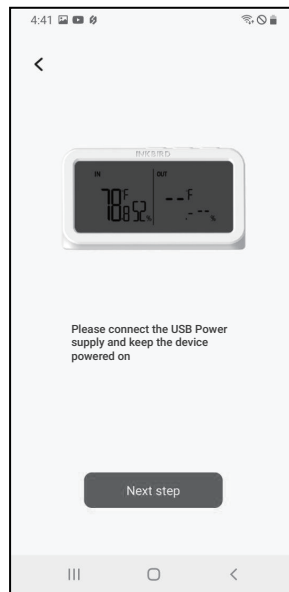 4:41
IN
OUT
78.8 °F 52 %
-- °F
.- -- %
Please connect the USB Power
supply and keep the device
powered on
Next step